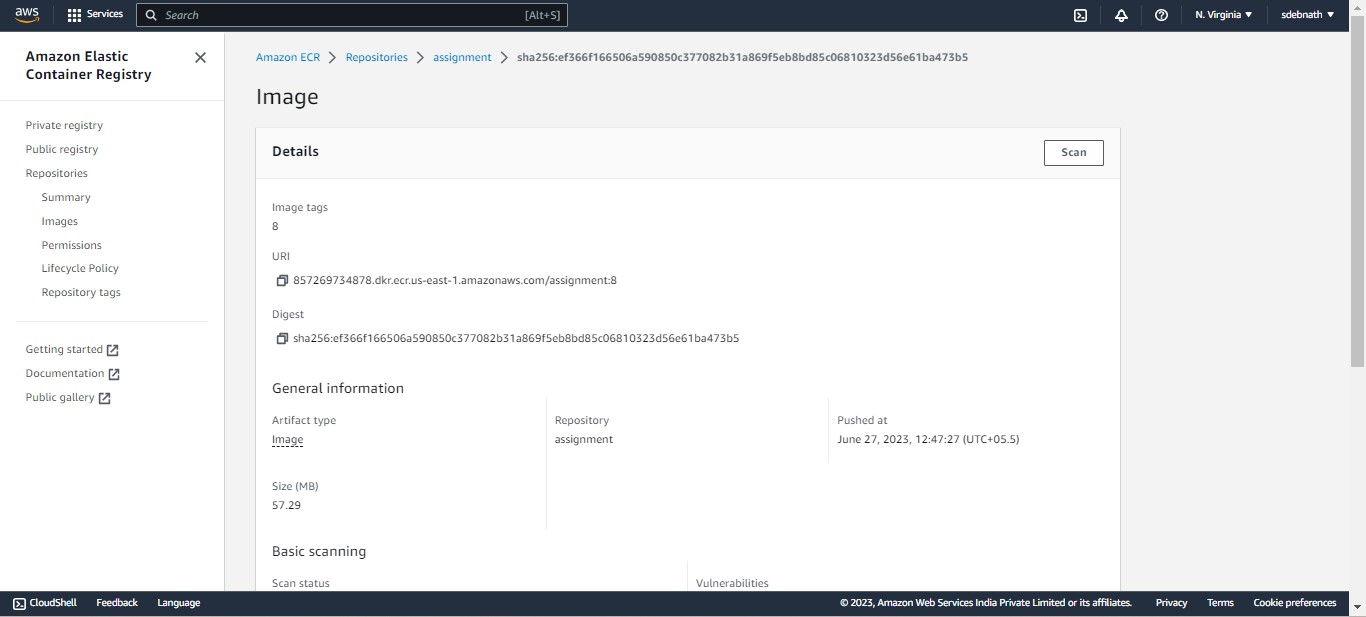 aws Services Search [Alt+S] N. Virginia sdebnath
Amazon Elastic
Container Registry
Private registry
Public registry
Repositories
Summary
Images
Permissions
Lifecycle Policy
Repository tags
Getting started
Documentation
Public gallery
Amazon ECR Repositories assignment sha256:ef366f166506a590850c377082b31a869f5eb8bd85c06810323d56e61ba473b5
Image
Details Scan
Image tags
8
URI
857269734878.dkr.ecr.us-east-1.amazonaws.com/assignment:8
Digest
sha256:ef366f166506a590850c377082b31a869f5eb8bd85c06810323d56e61ba473b5
General information
Artifact type
Image
Repository
assignment
Pushed at
June 27, 2023, 12:47:27 (UTC+05.5)
Size (MB)
57.29
Basic scanning
Scan status
Vulnerabilities
CloudShell Feedback Language © 2023, Amazon Web Services India Private Limited or its affiliates. Privacy Terms Cookie preferences